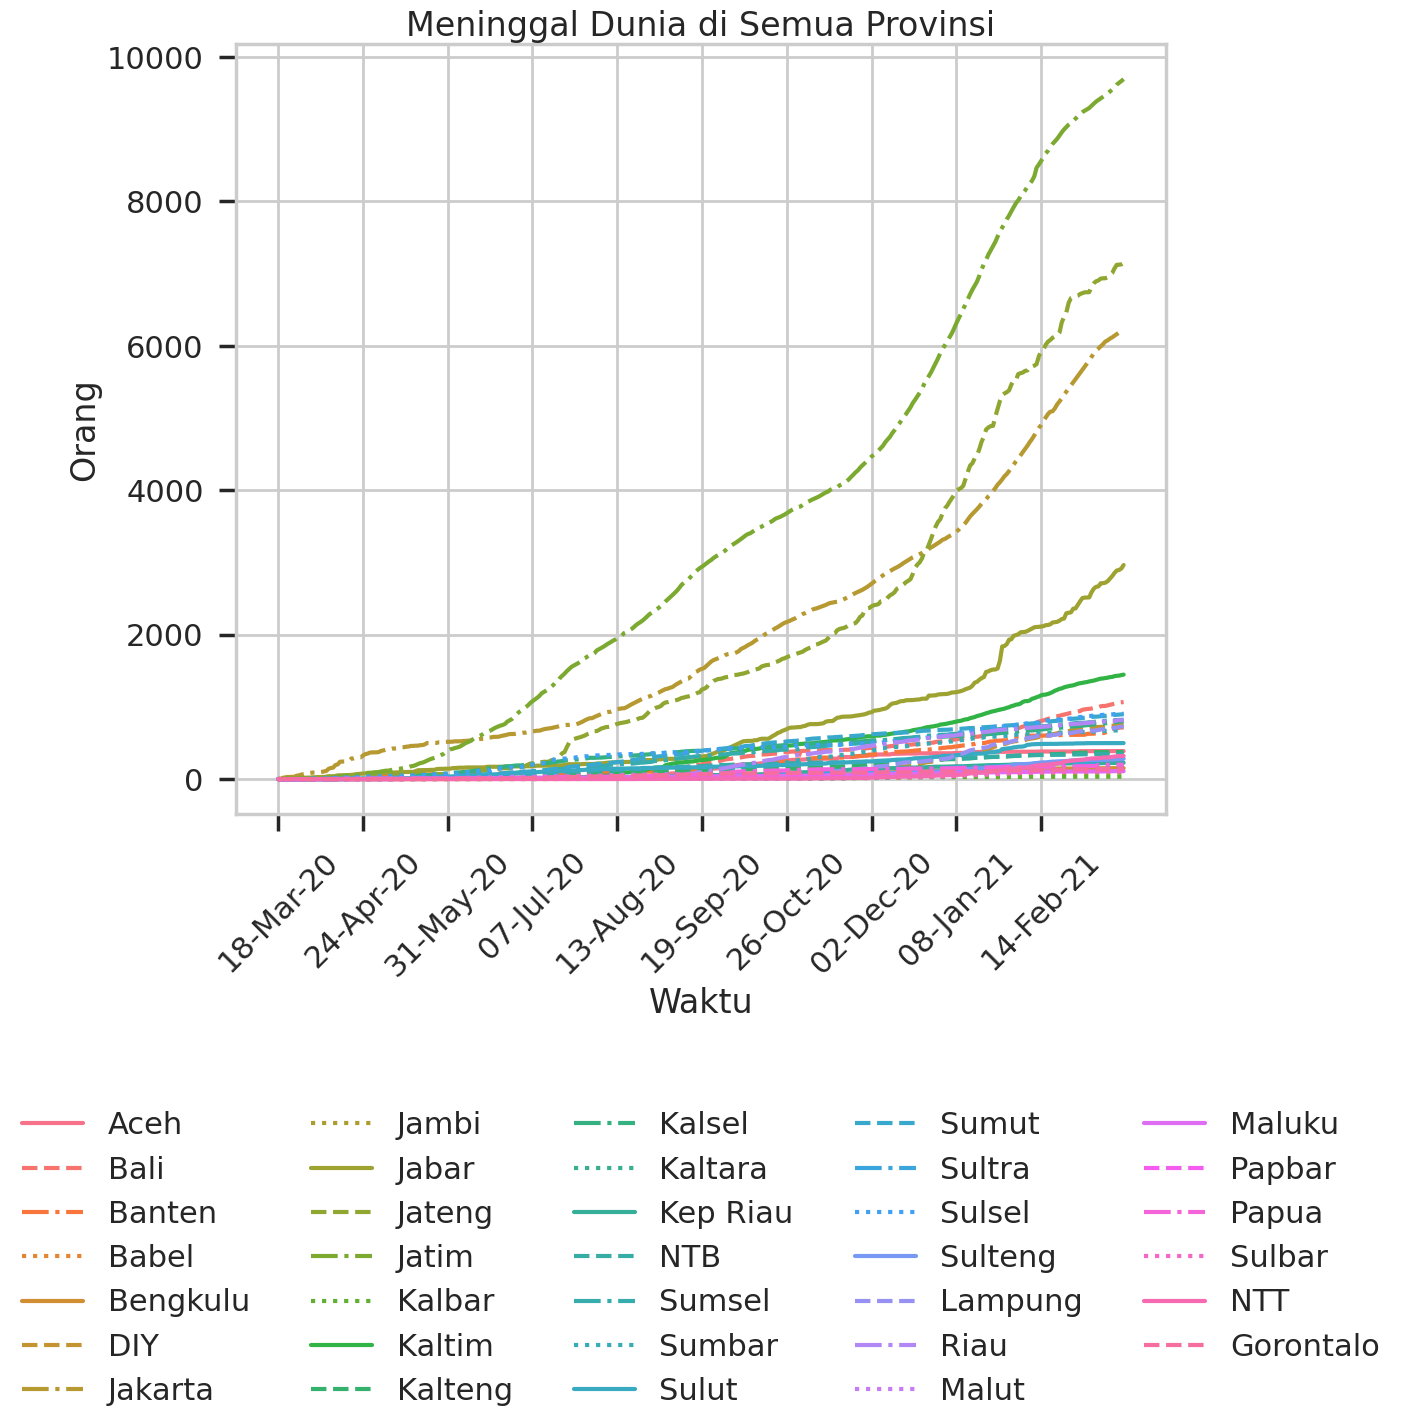 Meninggal Dunia di Semua Provinsi
10000
8000
6000
4000
2000
0
Orang
18-Mar-20
24-Apr-20
31-May-20
07-Jul-20
13-Aug-20
19-Sep-20
26-Oct-20
02-Dec-20
08-Jan-21
14-Feb-21
Waktu
Aceh
Bali
Banten
Babel
Bengkulu
DIY
Jakarta
Jambi
Jabar
Jateng
Jatim
Kalbar
Kaltim
Kalteng
Kalsel
Kaltara
Kep Riau
NTB
Sumsel
Sumbar
Sulut
Sumut
Sultra
Sulsel
Sulteng
Lampung
Riau
Malut
Maluku
Papbar
Papua
Sulbar
NTT
Gorontalo